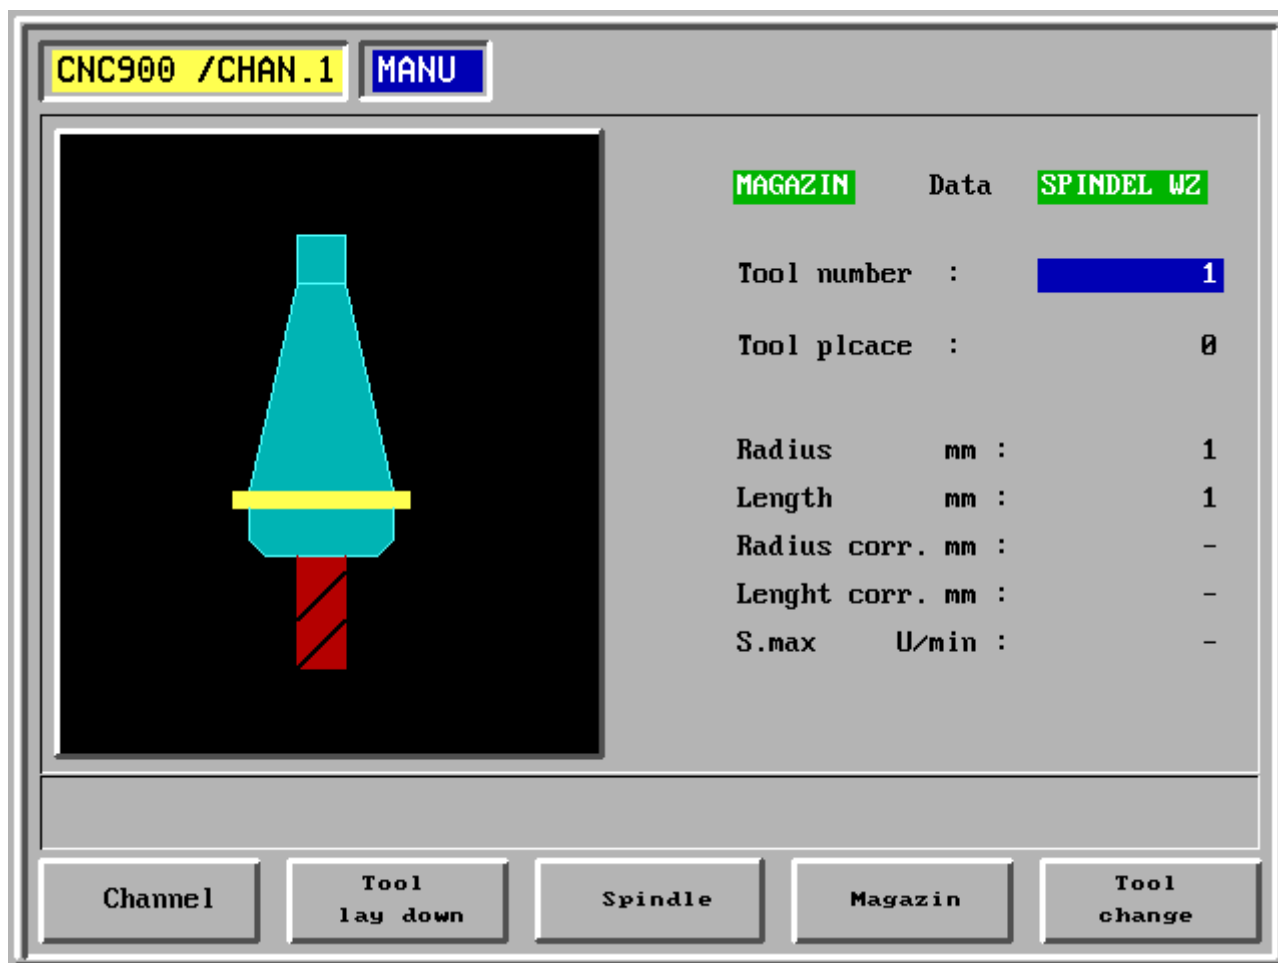 CNC900 /CHAN.1 MANU
MAGAZIN Data SPINDEL WZ
Tool number : 1
Tool plcace : 0
Radius mm : 1
Length mm : 1
Radius corr. mm : -
Lenght corr. mm : -
S.max U/min : -
Channel
Tool
lay down
Spindle
Magazin
Tool
change